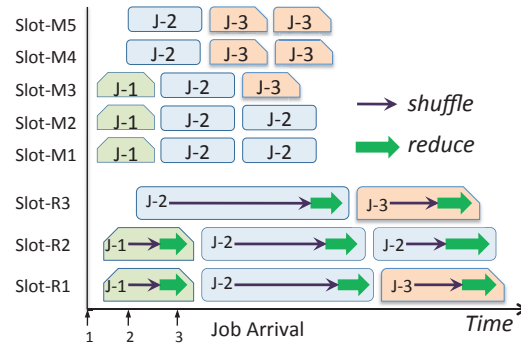 Slot-M5 J-2 J-3 J-3
Slot-M4 J-2 J-3 J-3
Slot-M3 J-1 J-2 J-3
Slot-M2 J-1 J-2 J-2
Slot-M1 J-1 J-2 J-2
shuffle
reduce
Slot-R3 J-2 J-3
Slot-R2 J-1 J-2 J-2
Slot-R1 J-1 J-2 J-3
1 2 3 Job Arrival Time